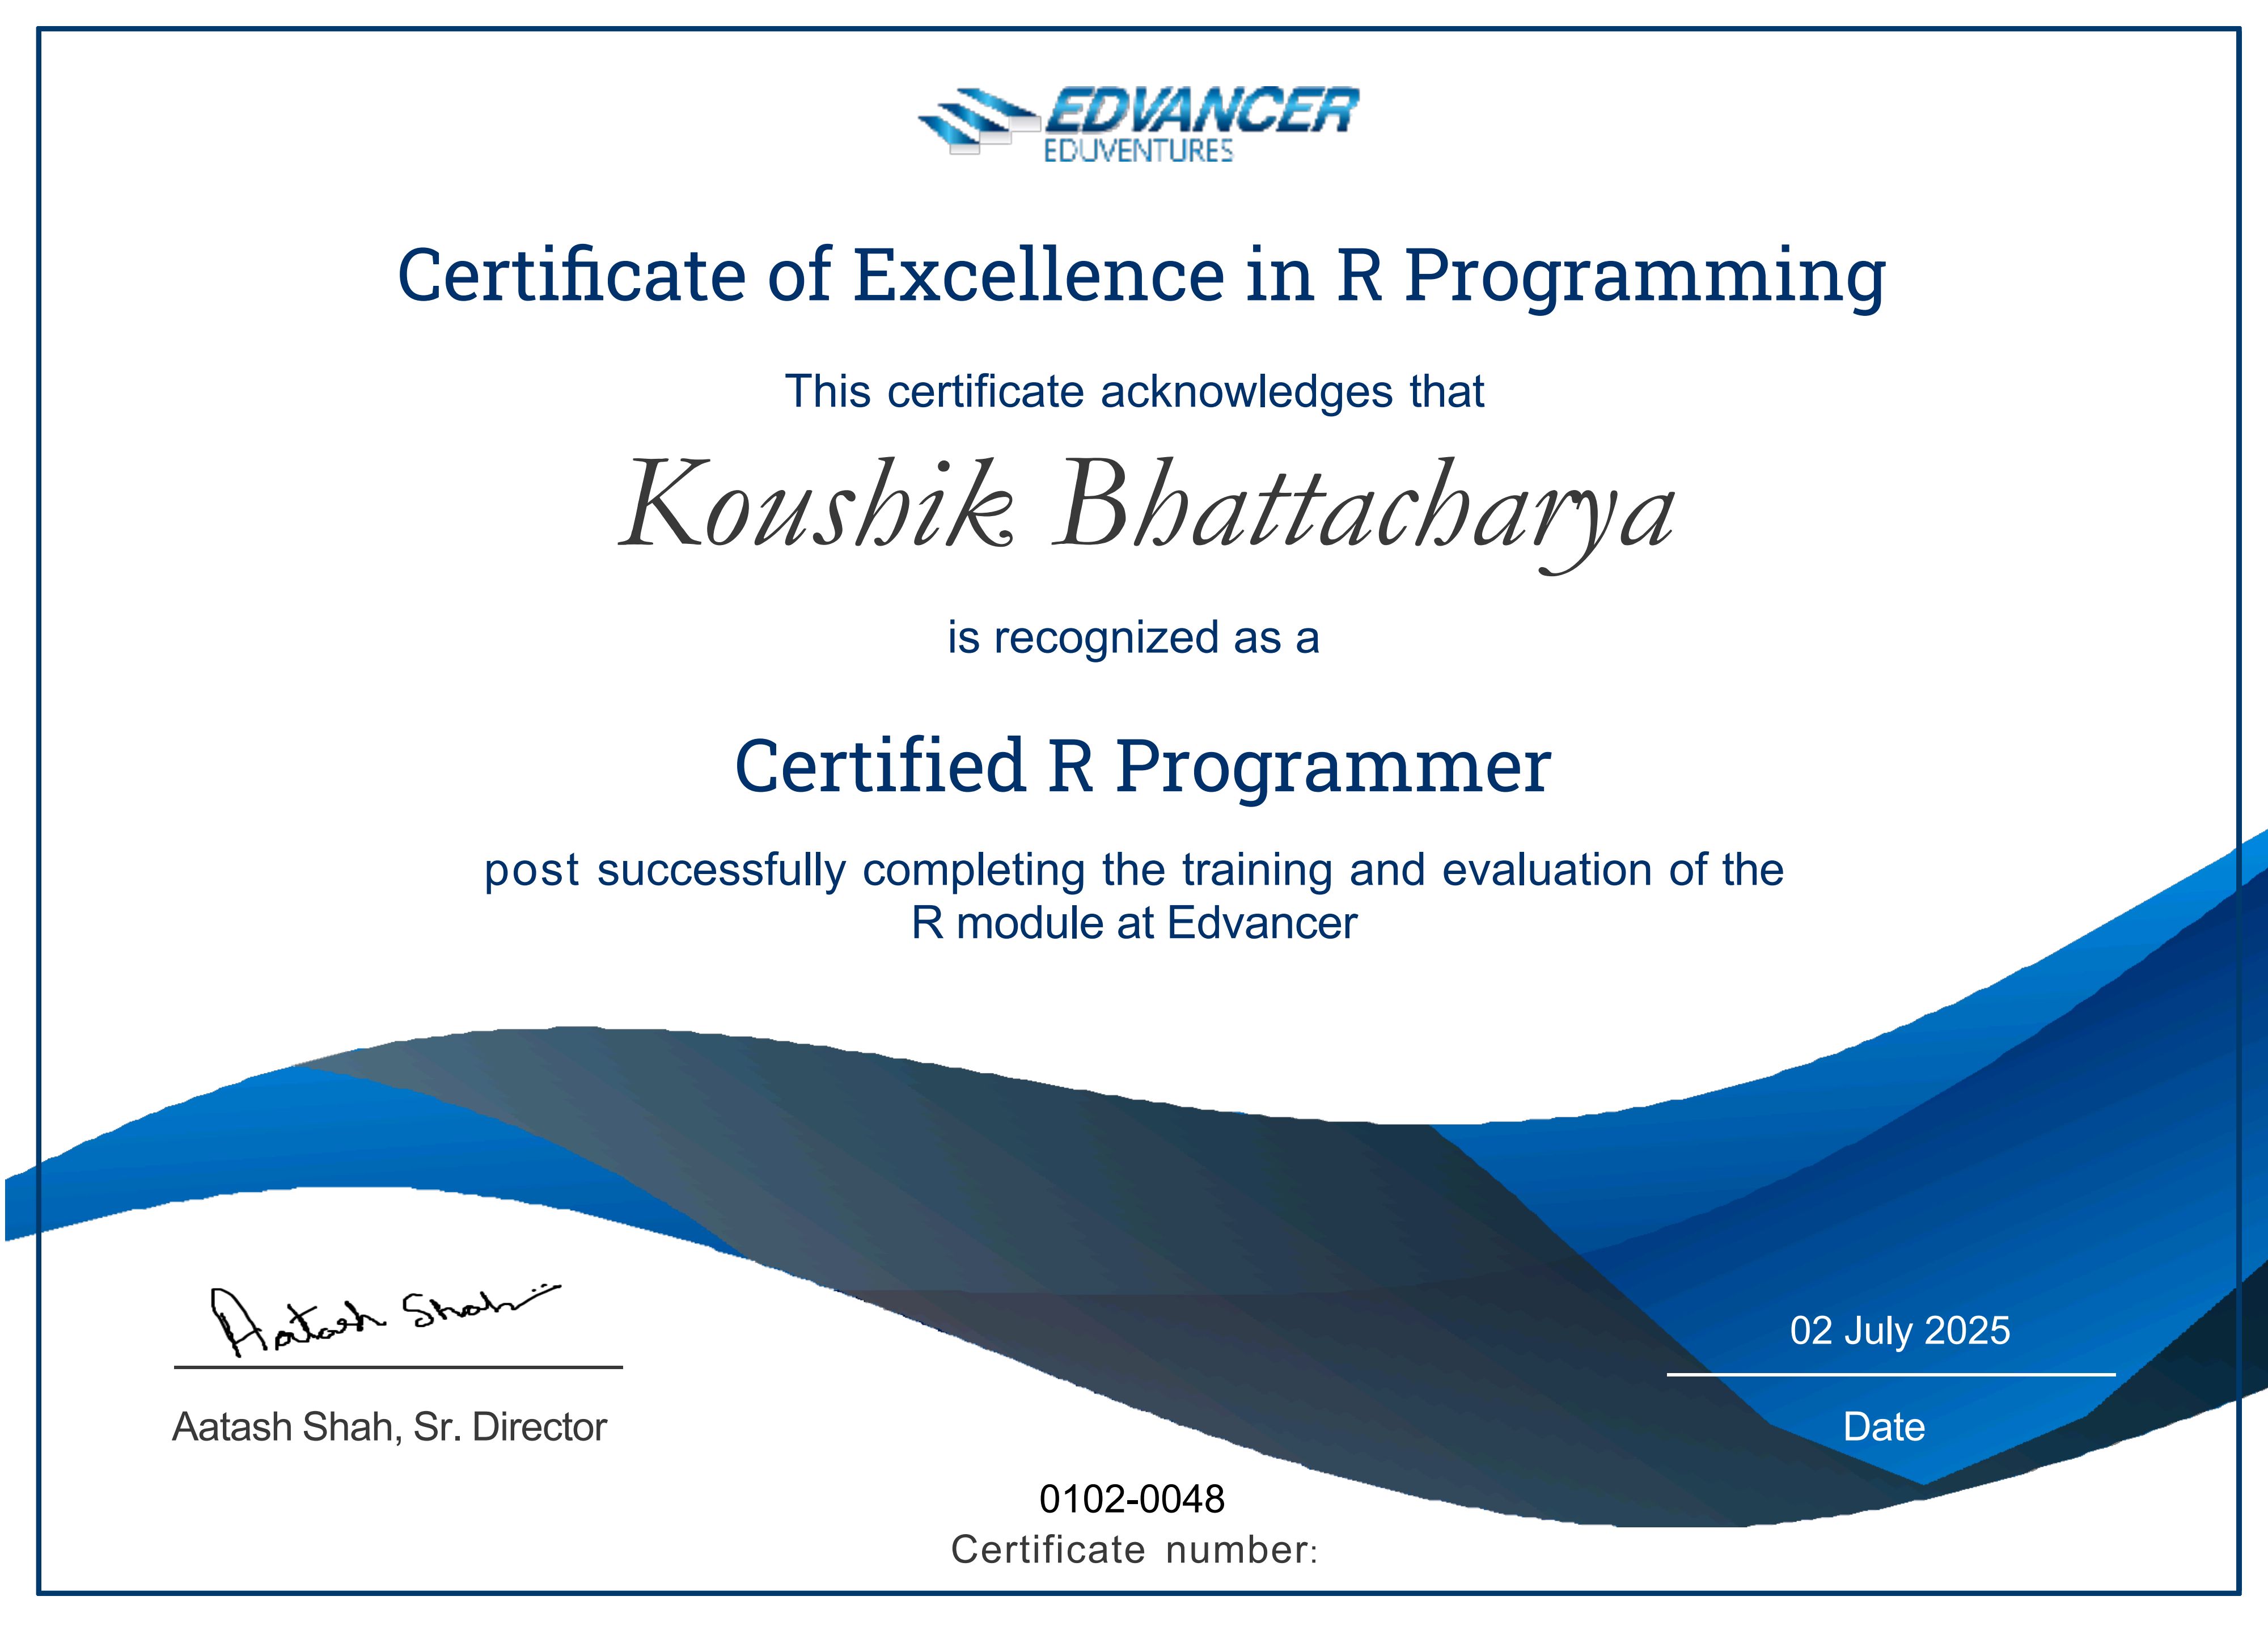 EDVANCER
EDUVENTURES
Certificate of Excellence in R Programming
This certificate acknowledges that
Koushik Bhattacharya
is recognized as a
Certified R Programmer
post successfully completing the training and evaluation of the
R module at Edvancer
Aatash Shah
Aatash Shah, Sr. Director
02 July 2025
Date
0102-0048
Certificate number: